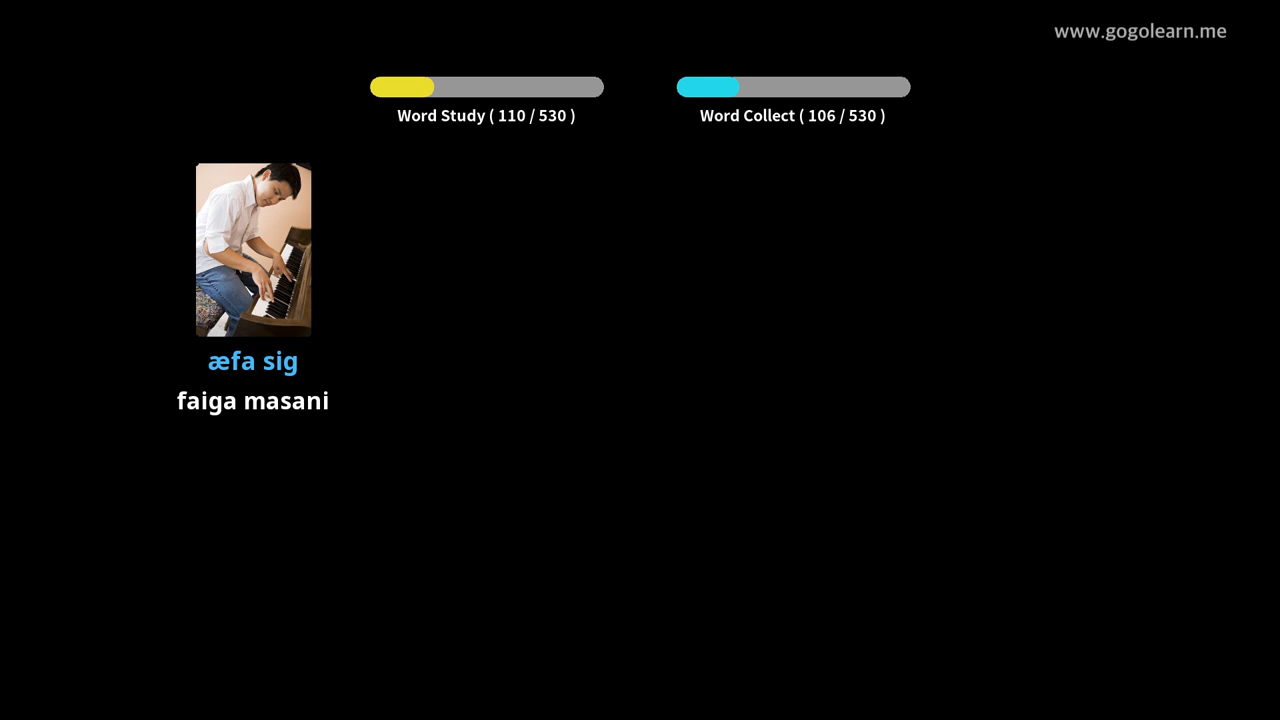 www.gogolearn.me
Word Study ( 110 / 530 )
Word Collect ( 106 / 530 )
æfa sig
faiga masani